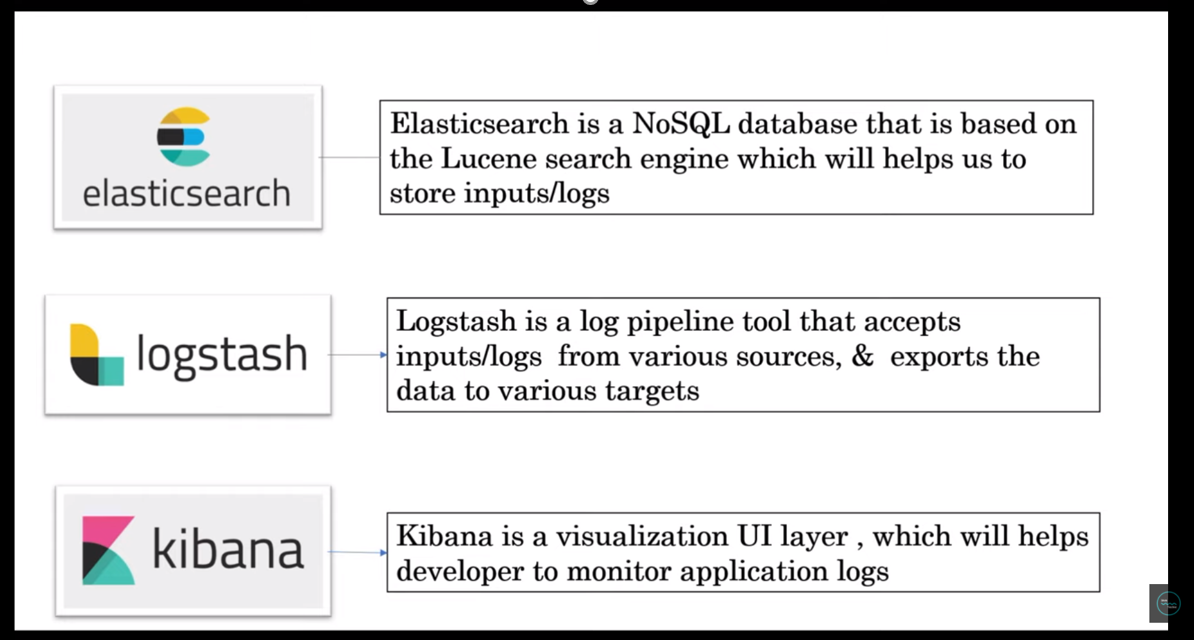 elasticsearch
Elasticsearch is a NoSQL database that is based on
the Lucene search engine which will helps us to
store inputs/logs
logstash
Logstash is a log pipeline tool that accepts
inputs/logs from various sources, & exports the
data to various targets
kibana
Kibana is a visualization UI layer , which will helps
developer to monitor application logs